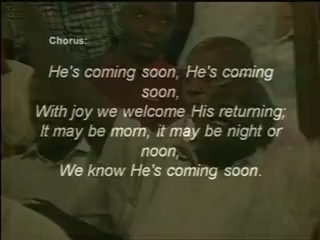 Chorus:
He's coming soon, He's coming
soon,
With joy we welcome His returning;
It may be morn, it may be night or
noon,
We know He's coming soon.